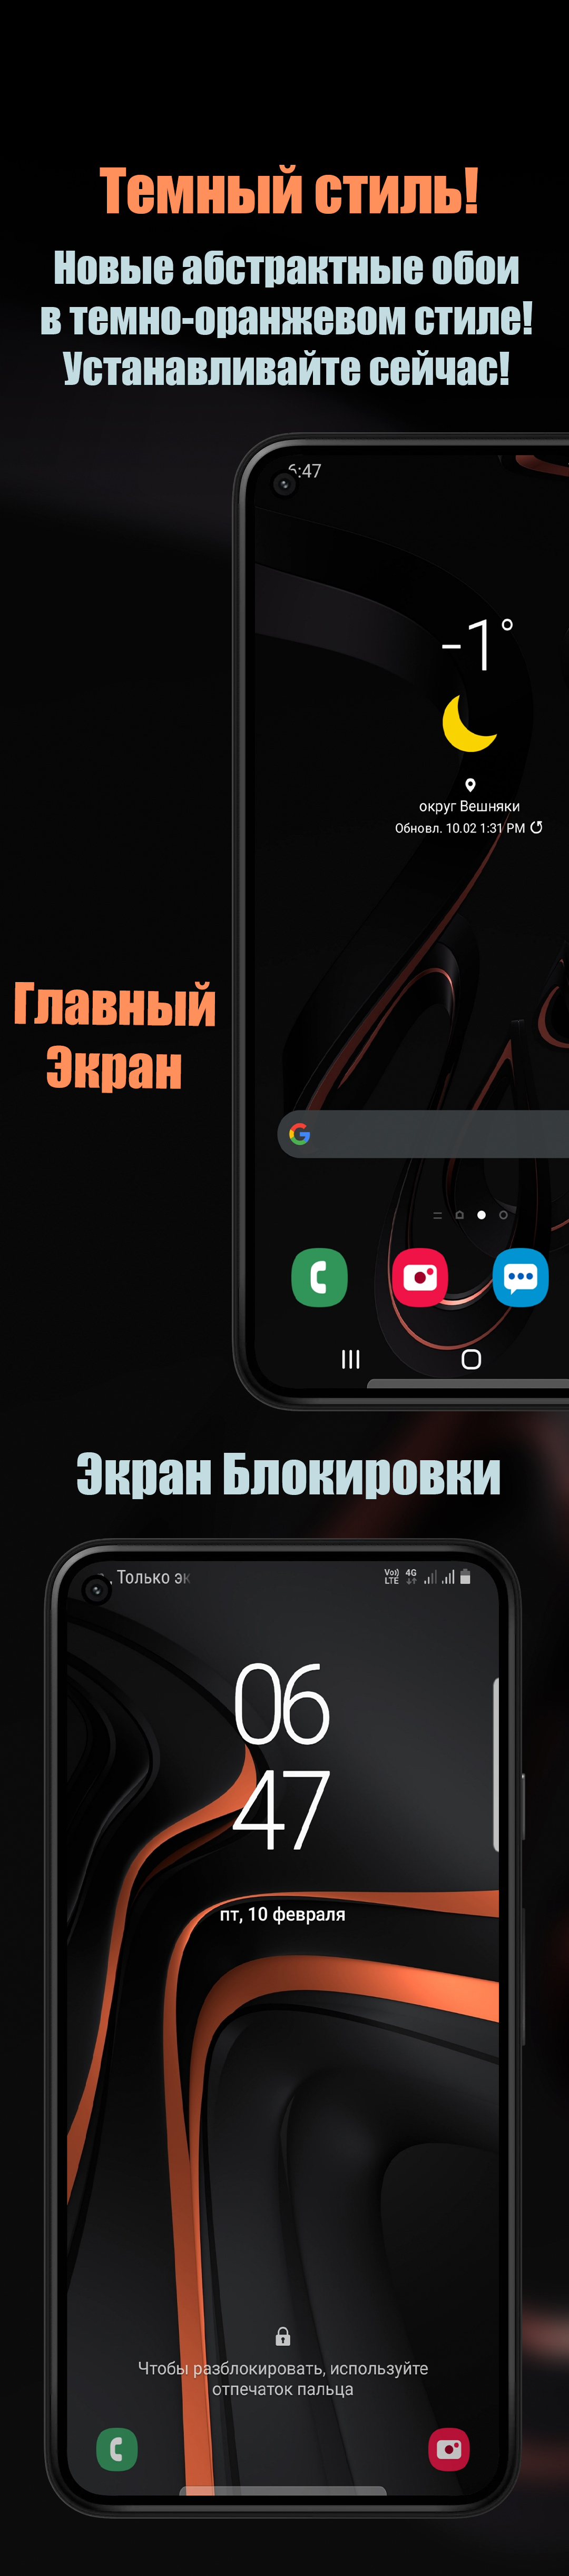 Темный стиль!
Новые абстрактные обои
в темно-оранжевом стиле!
Устанавливайте сейчас!
6:47
-1°
округ Вешняки
Обновл. 10.02 1:31 PM
Главный
Экран
Экран Блокировки
Только эк
Vo)) 4G
LTE
06
47
пт, 10 февраля
Чтобы разблокировать, используйте
отпечаток пальца